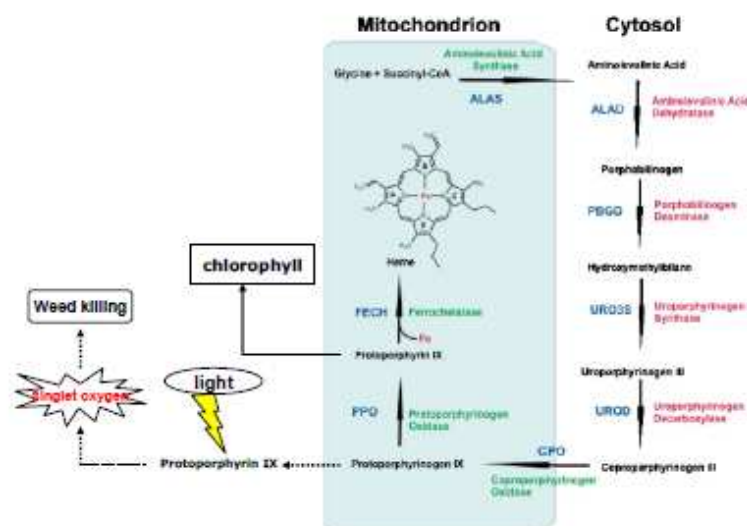 Mitochondrion
Cytosol
Aminolevulinic Acid
Synthase
Glycine + Succinyl-CoA
ALAS
Aminolevulinic Acid
ALAD
Aminolevulinic Acid
Dehydratase
Porphobilinogen
PBGD
Porphobilinogen
Deaminase
Heme
Hydroxymethylbilane
chlorophyll
Weed killing
FECH
Ferrochelatase
Fe
URO3S
Uroporphyrinogen
Synthase
Protoporphyrin IX
Uroporphyrinogen III
light
Singlet oxygen
PPO
Protoporphyrinogen
Oxidase
UROD
Uroporphyrinogen
Decarboxylase
CPO
Protoporphyrin IX
Protoporphyrinogen IX
Coproporphyrinogen
Oxidase
Coproporphyrinogen III